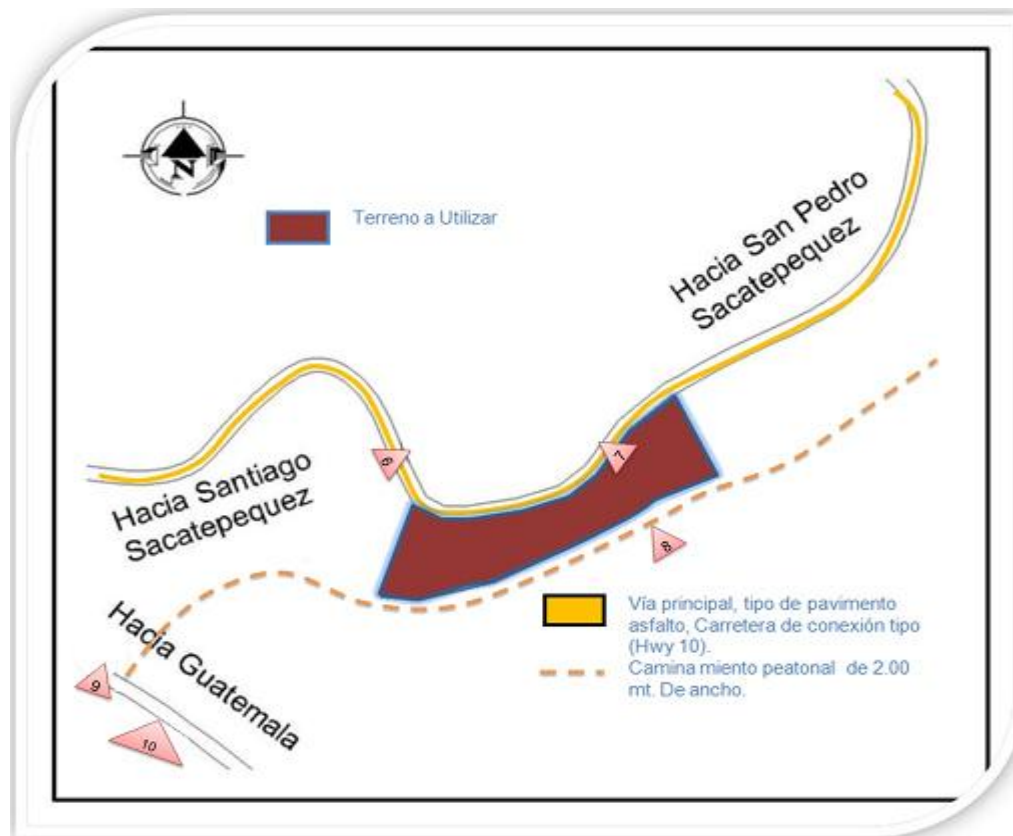 N
Terreno a Utilizar
Hacia San Pedro
Sacatepequez
7
6
Hacia Santiago
Sacatepequez
8
Vía principal, tipo de pavimento
asfalto, Carretera de conexión tipo
(Hwy 10).
Camina miento peatonal de 2.00
mt. De ancho.
Hacia Guatemala
9
10